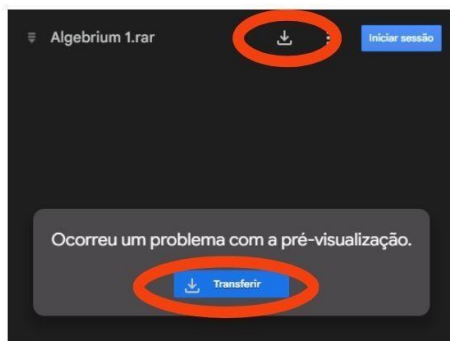 Algebrium 1.rar
Iniciar sessão
Ocorreu um problema com a pré-visualização.
Transferir